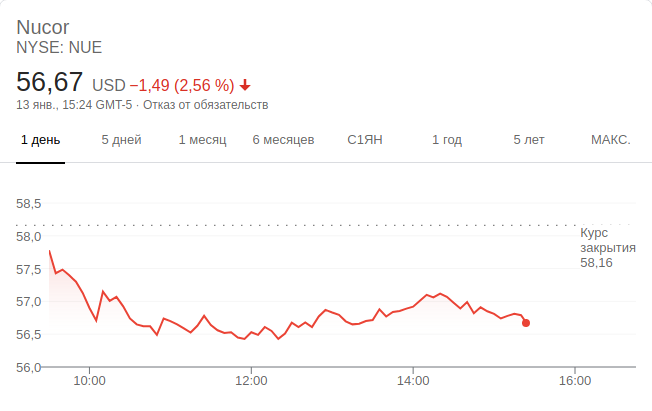 Nucor
NYSE: NUE
56,67 USD −1,49 (2,56 %)
13 янв., 15:24 GMT-5 · Отказ от обязательств
1 день 5 дней 1 месяц 6 месяцев С1ЯН 1 год 5 лет МАКС.
58,5
58,0
57,5
57,0
56,5
56,0
Курс
закрытия
58,16
10:00 12:00 14:00 16:00